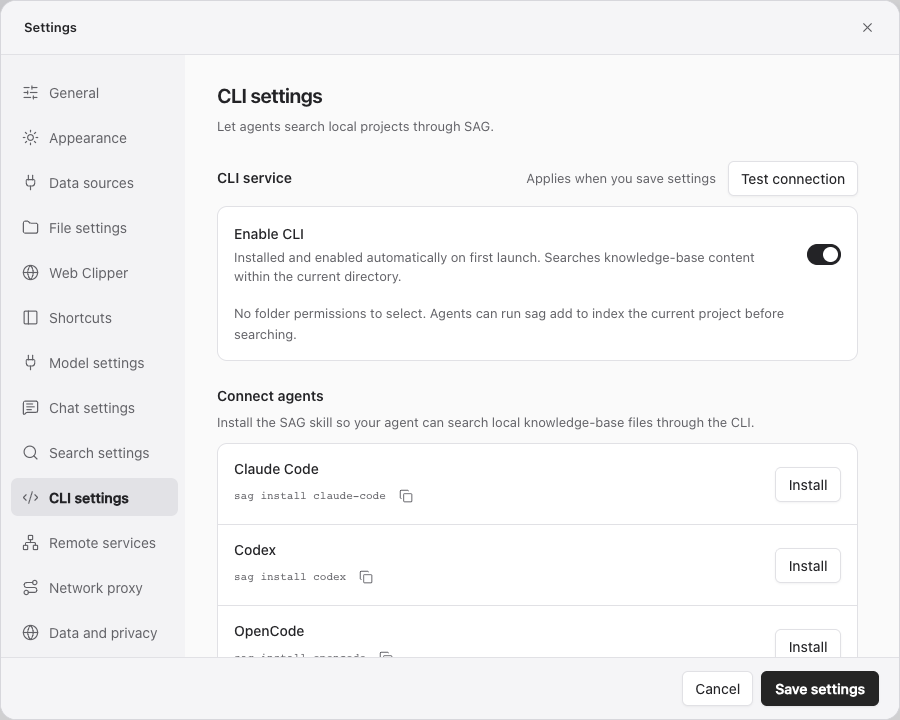 Settings
General
Appearance
Data sources
File settings
Web Clipper
Shortcuts
Model settings
Chat settings
Search settings
CLI settings
Remote services
Network proxy
Data and privacy
CLI settings
Let agents search local projects through SAG.
CLI service
Applies when you save settings
Test connection
Enable CLI
Installed and enabled automatically on first launch. Searches knowledge-base content
within the current directory.
No folder permissions to select. Agents can run sag add to index the current project before
searching.
Connect agents
Install the SAG skill so your agent can search local knowledge-base files through the CLI.
Claude Code
sag install claude-code
Install
Codex
sag install codex
Install
OpenCode
sag install opencode
Install
Cancel
Save settings